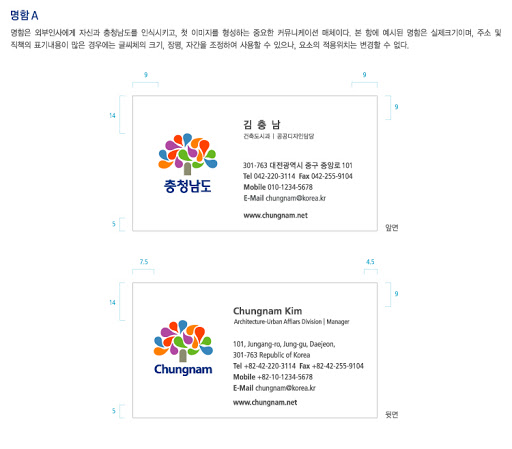 명함 A
명함은 외부인사에게 자신과 충청남도를 인식시키고, 첫 이미지를 형성하는 중요한 커뮤니케이션 매체이다. 본 항에 예시된 명함은 실제크기이며, 주소 및
직책의 표기내용이 많은 경우에는 글씨체의 크기, 장평, 자간을 조정하여 사용할 수 있으나, 요소의 적용위치는 변경할 수 없다.
9
9
14
9
김 충 남
건축도시과 | 공공디자인담당
충청남도
301-763 대전광역시 중구 중앙로 101
Tel 042-220-3114 Fax 042-255-9104
Mobile 010-1234-5678
E-Mail chungnam@korea.kr
www.chungnam.net
5
앞면
7.5
4.5
14
9
Chungnam Kim
Architecture-Urban Affiars Division | Manager
Chungnam
101, Jungang-ro, Jung-gu, Daejeon,
301-763 Republic of Korea
Tel +82-42-220-3114 Fax +82-42-255-9104
Mobile +82-10-1234-5678
E-Mail chungnam@korea.kr
www.chungnam.net
5
뒷면